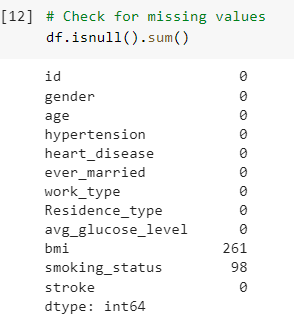 [12] # Check for missing values
df.isnull().sum()
id 0
gender 0
age 0
hypertension 0
heart_disease 0
ever_married 0
work_type 0
Residence_type 0
avg_glucose_level 0
bmi 261
smoking_status 98
stroke 0
dtype: int64